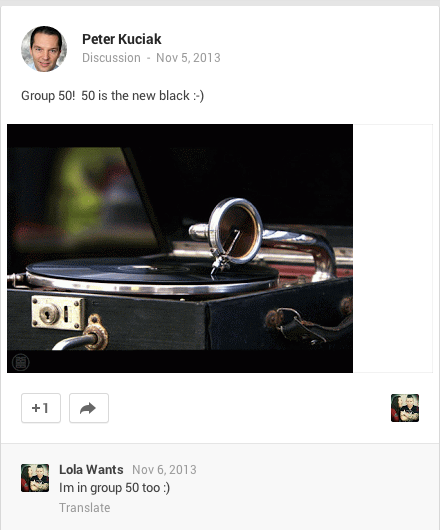 Peter Kuciak
Discussion - Nov 5, 2013
Group 50!  50 is the new black :-)
+1
Lola Wants Nov 6, 2013
Im in group 50 too :)
Translate